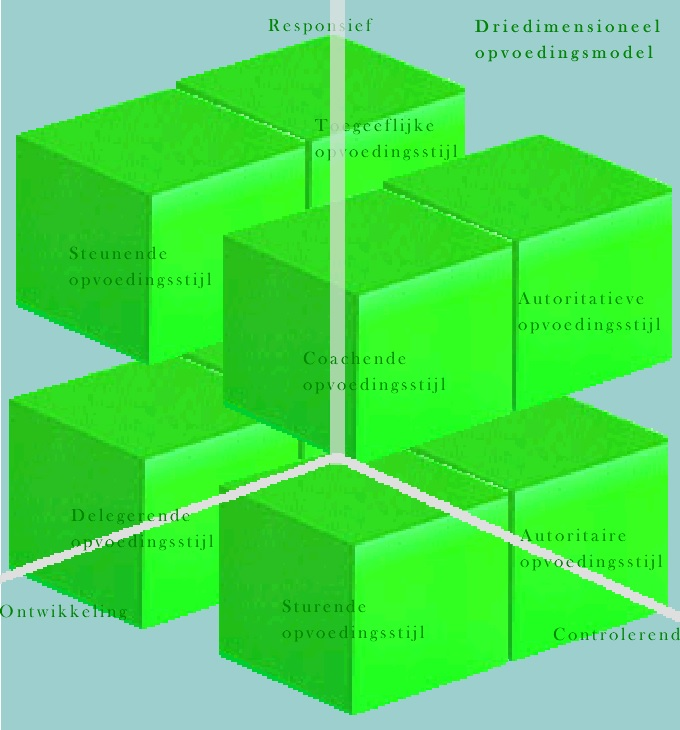 Responsief
Driedimensioneel
opvoedingsmodel
Toegeeflijke
opvoedingsstijl
Steunende
opvoedingsstijl
Autoritatieve
opvoedingsstijl
Coachende
opvoedingsstijl
Delegerende
opvoedingsstijl
Autoritaire
opvoedingsstijl
Ontwikkeling
Sturende
opvoedingsstijl
Controlerend